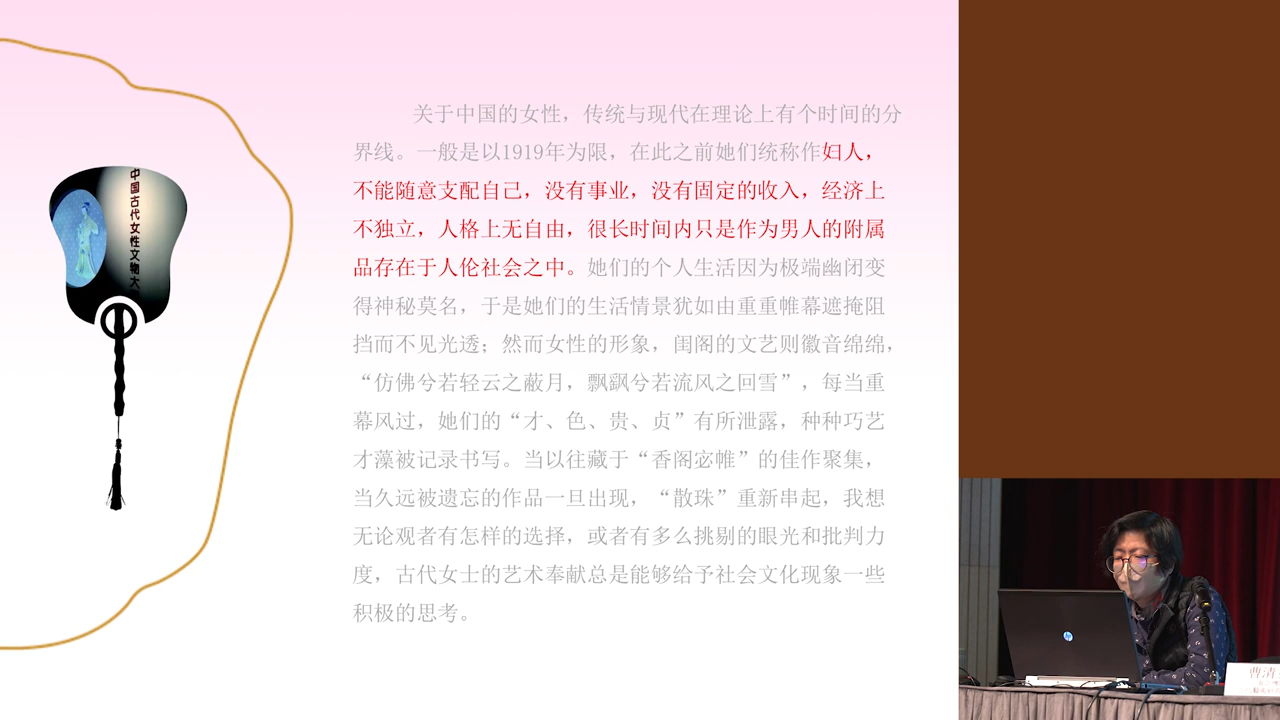 中国古代女性文物大
关于中国的女性，传统与现代在理论上有个时间的分
界线。一般是以1919年为限，在此之前她们统称作妇人，
不能随意支配自己，没有事业，没有固定的收入，经济上
不独立，人格上无自由，很长时间内只是作为男人的附属
品存在于人伦社会之中。她们的个人生活因为极端幽闭变
得神秘莫名，于是她们的生活情景犹如由重重帷幕遮掩阻
挡而不见光透；然而女性的形象，闺阁的文艺则徽音绵绵，
“仿佛兮若轻云之蔽月，飘飖兮若流风之回雪”，每当重
幕风过，她们的“才、色、贵、贞”有所泄露，种种巧艺
才藻被记录书写。当以往藏于“香阁宓帷”的佳作聚集，
当久远被遗忘的作品一旦出现，“散珠”重新串起，我想
无论观者有怎样的选择，或者有多么挑剔的眼光和批判力
度，古代女士的艺术奉献总是能够给予社会文化现象一些
积极的思考。
hp
曹清